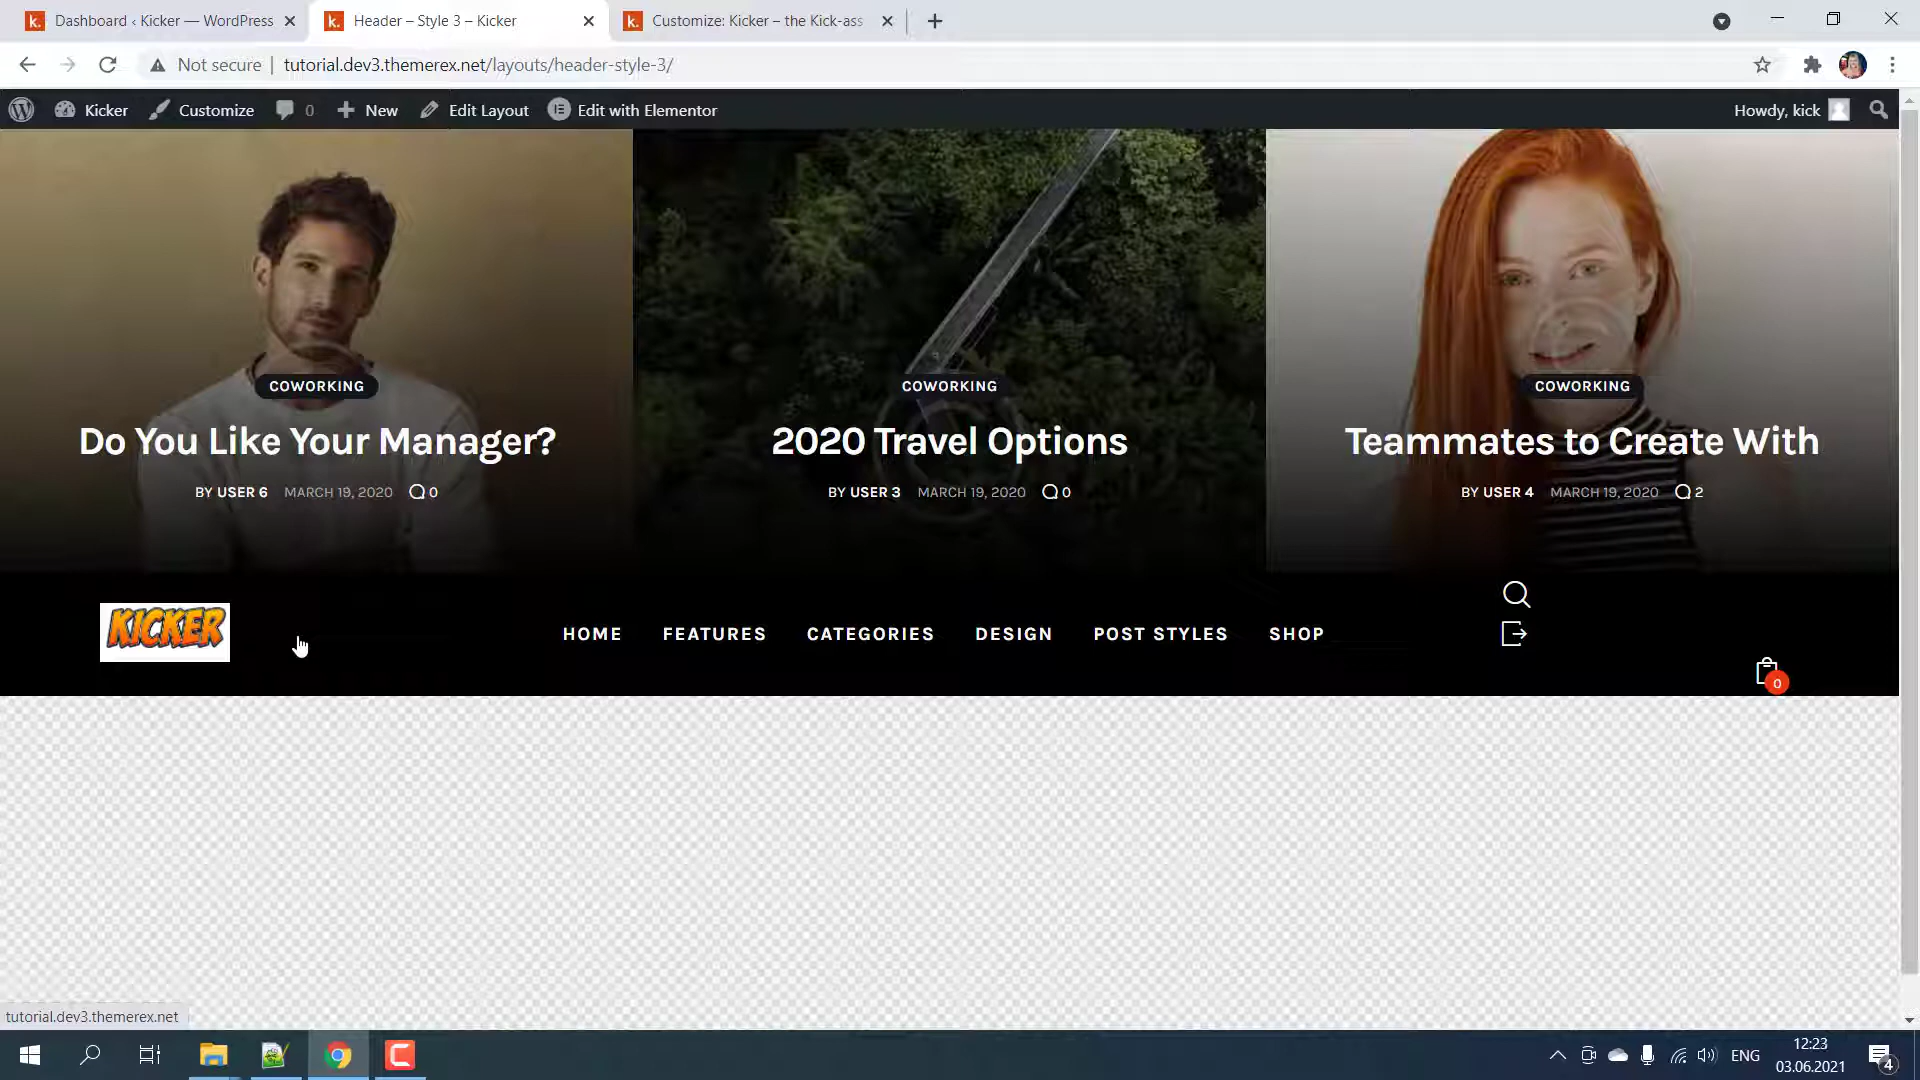 Dashboard ‹ Kicker — WordPress
Header – Style 3 – Kicker
Customize: Kicker – the Kick-ass
Not secure
tutorial.dev3.themerex.net/layouts/header-style-3/
Kicker
Customize
0
New
Edit Layout
Edit with Elementor
Howdy, kick
COWORKING
Do You Like Your Manager?
BY USER 6 MARCH 19, 2020 0
COWORKING
2020 Travel Options
BY USER 3 MARCH 19, 2020 0
COWORKING
Teammates to Create With
BY USER 4 MARCH 19, 2020 2
KICKER
HOME
FEATURES
CATEGORIES
DESIGN
POST STYLES
SHOP
0
tutorial.dev3.themerex.net
ENG
12:23
03.06.2021
4